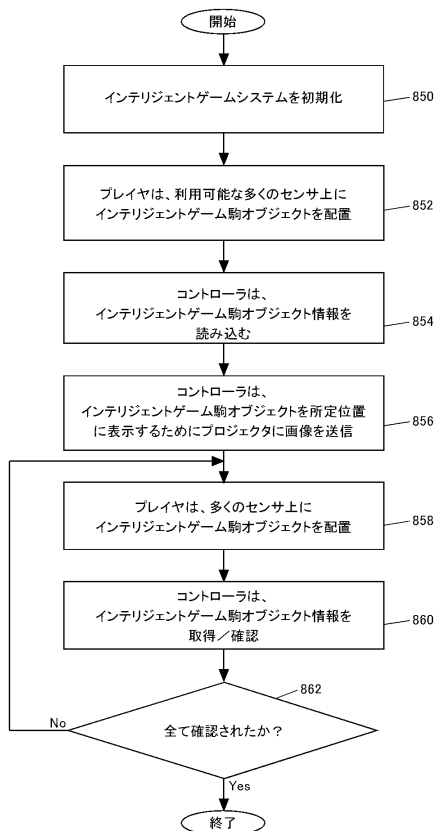 開始
インテリジェントゲームシステムを初期化
850
プレイヤは、利用可能な多くのセンサ上に
インテリジェントゲーム駒オブジェクトを配置
852
コントローラは、
インテリジェントゲーム駒オブジェクト情報を
読み込む
854
コントローラは、
インテリジェントゲーム駒オブジェクトを所定位置
に表示するためにプロジェクタに画像を送信
856
プレイヤは、多くのセンサ上に
インテリジェントゲーム駒オブジェクトを配置
858
コントローラは、
インテリジェントゲーム駒オブジェクト情報を
取得／確認
860
862
全て確認されたか？
No
Yes
終了